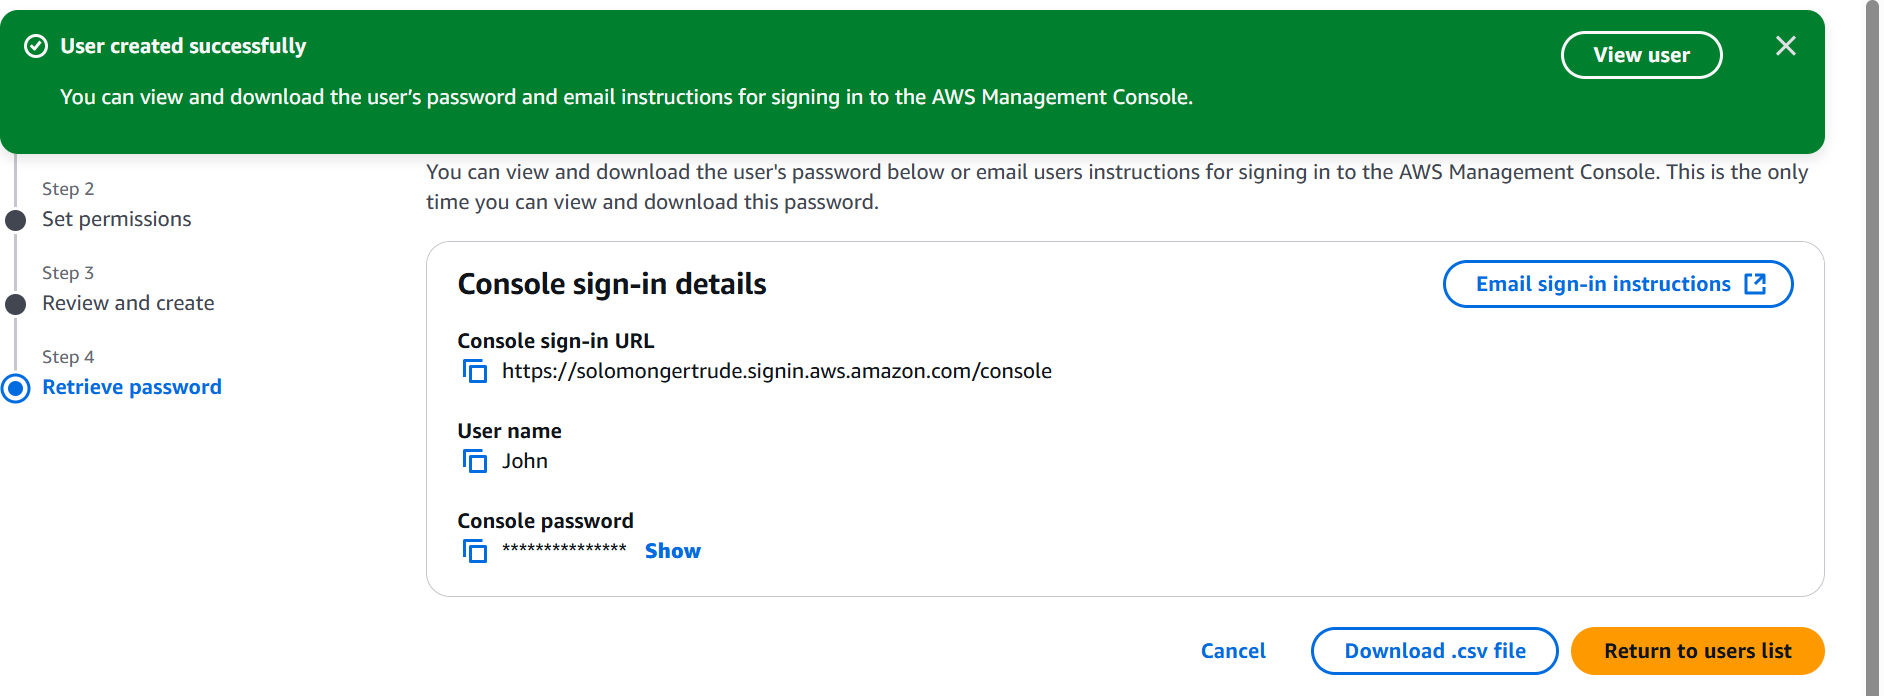 User created successfully
View user
You can view and download the user’s password and email instructions for signing in to the AWS Management Console.
Step 2
Set permissions
Step 3
Review and create
Step 4
Retrieve password
You can view and download the user's password below or email users instructions for signing in to the AWS Management Console. This is the only
time you can view and download this password.
Console sign-in details
Email sign-in instructions
Console sign-in URL
https://solomongertrude.signin.aws.amazon.com/console
User name
John
Console password
*************** Show
Cancel
Download .csv file
Return to users list